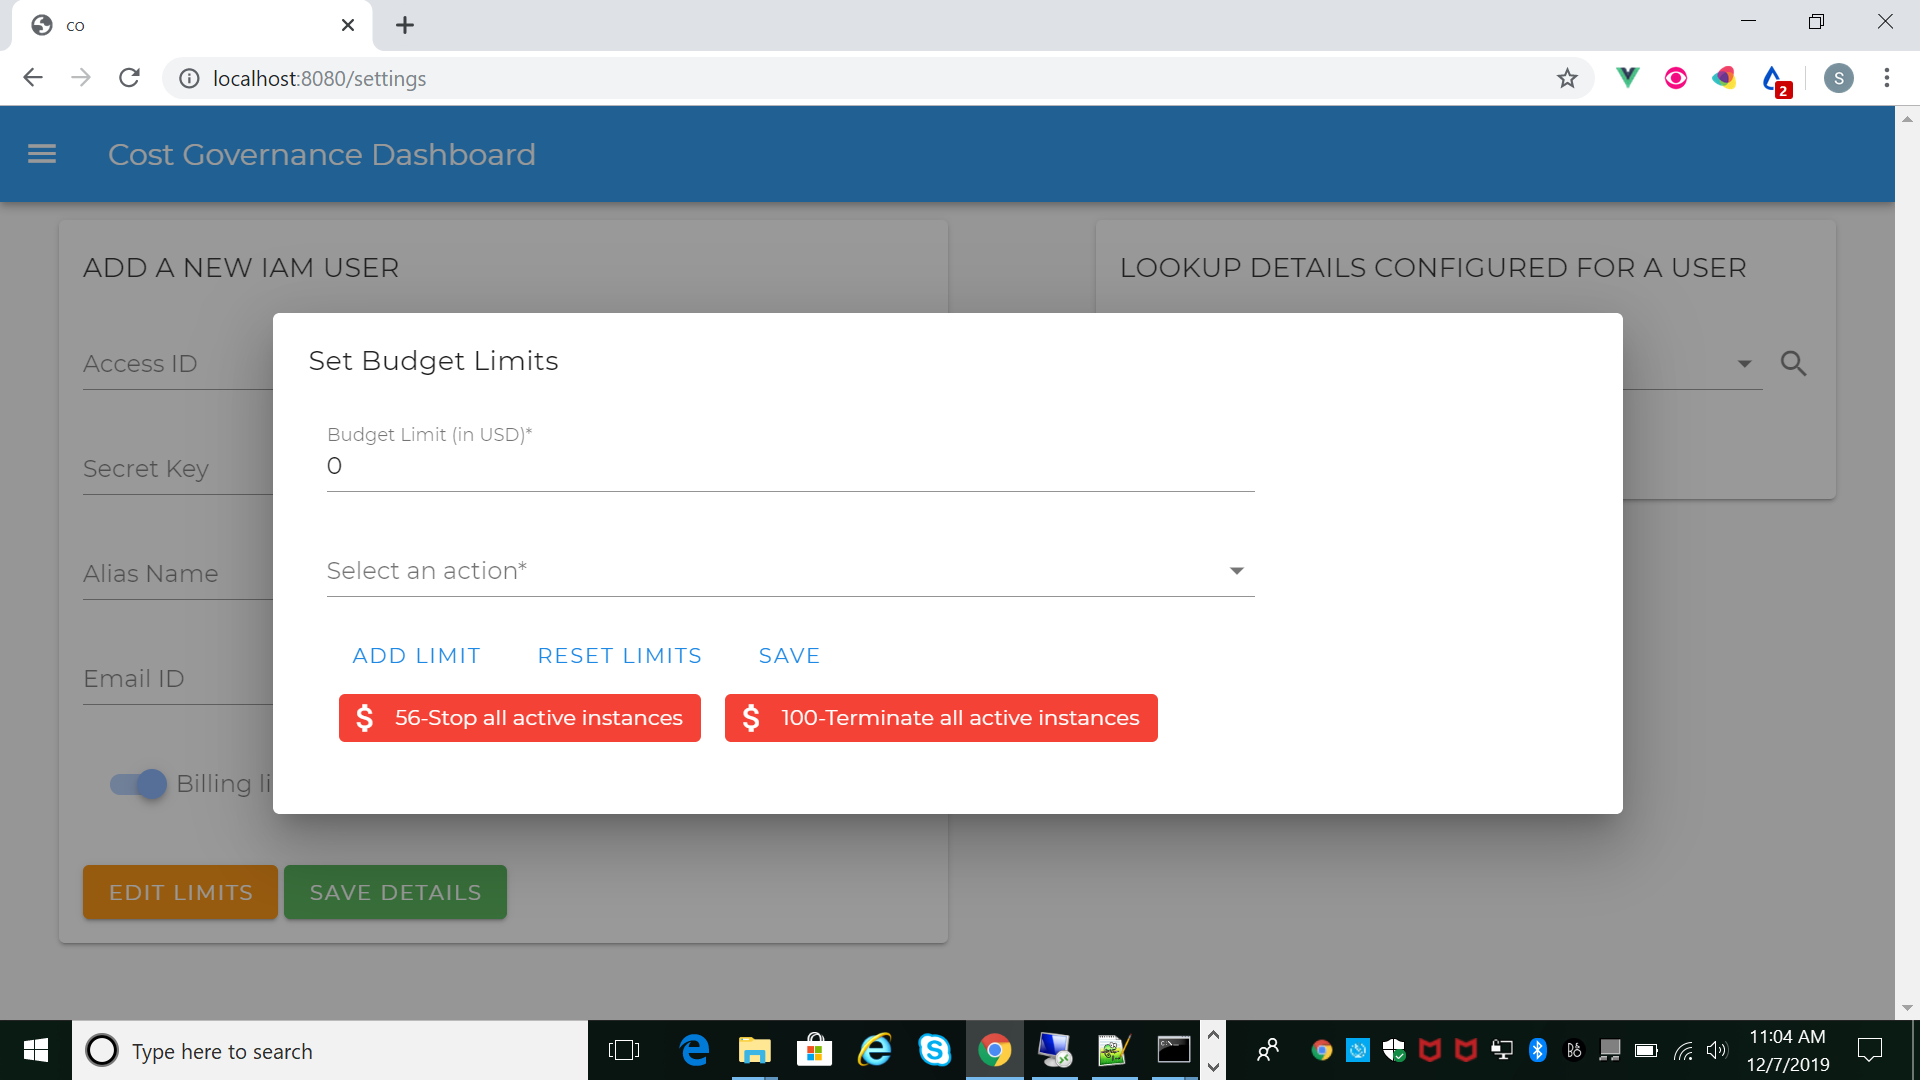 co
localhost:8080/settings
2
S
Cost Governance Dashboard
ADD A NEW IAM USER
LOOKUP DETAILS CONFIGURED FOR A USER
Access ID
Secret Key
Alias Name
Email ID
Billing li
EDIT LIMITS
SAVE DETAILS
Set Budget Limits
Budget Limit (in USD)*
0
Select an action*
ADD LIMIT
RESET LIMITS
SAVE
$ 56-Stop all active instances
$ 100-Terminate all active instances
Type here to search
11:04 AM
12/7/2019